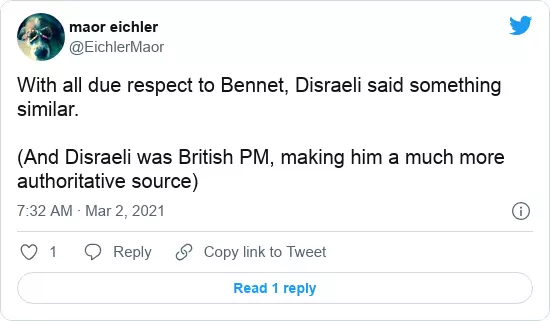 maor eichler
@EichlerMaor
With all due respect to Bennet, Disraeli said something
similar.
(And Disraeli was British PM, making him a much more
authoritative source)
7:32 AM · Mar 2, 2021
1 Reply Copy link to Tweet
Read 1 reply